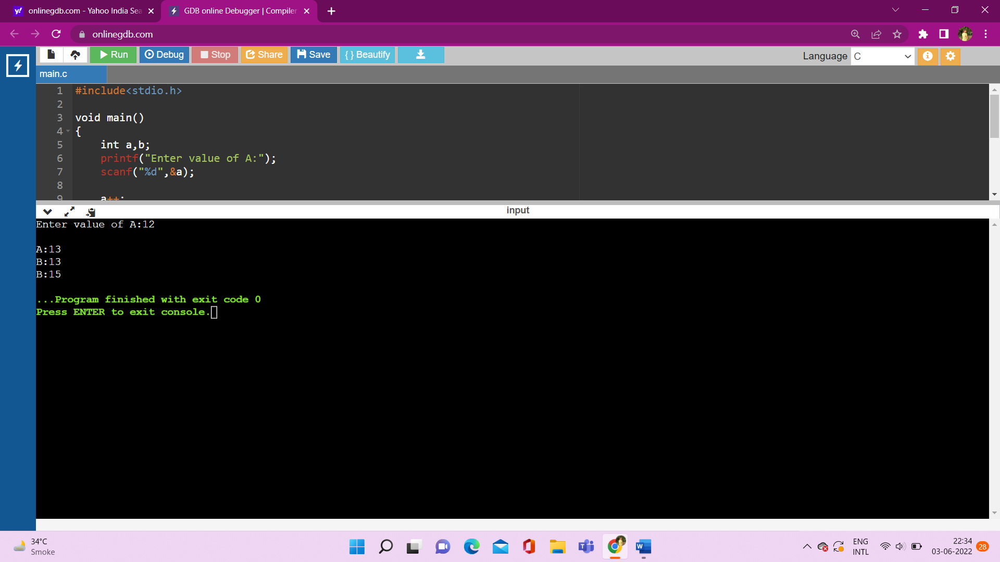 onlinegdb.com - Yahoo India Sea
GDB online Debugger | Compiler
onlinegdb.com
Run
Debug
Stop
Share
Save
{ } Beautify
Language
C
main.c
1 #include<stdio.h>
2
3 void main()
4 {
5 int a,b;
6 printf("Enter value of A:");
7 scanf("%d",&a);
8
9 a++;
input
Enter value of A:12
A:13
B:13
B:15
...Program finished with exit code 0
Press ENTER to exit console.
34°C
Smoke
ENG
INTL
22:34
03-06-2022
28